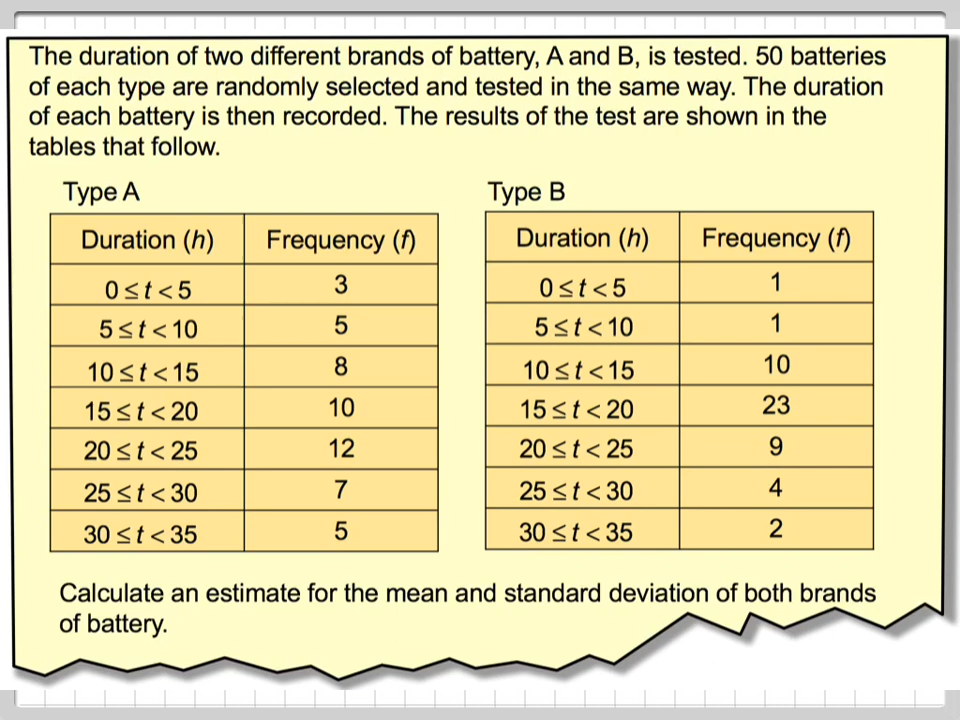 The duration of two different brands of battery, A and B, is tested. 50 batteries
of each type are randomly selected and tested in the same way. The duration
of each battery is then recorded. The results of the test are shown in the
tables that follow.
Type A
Duration (h) Frequency (f)
0 ≤ t < 5 3
5 ≤ t < 10 5
10 ≤ t < 15 8
15 ≤ t < 20 10
20 ≤ t < 25 12
25 ≤ t < 30 7
30 ≤ t < 35 5
Type B
Duration (h) Frequency (f)
0 ≤ t < 5 1
5 ≤ t < 10 1
10 ≤ t < 15 10
15 ≤ t < 20 23
20 ≤ t < 25 9
25 ≤ t < 30 4
30 ≤ t < 35 2
Calculate an estimate for the mean and standard deviation of both brands
of battery.